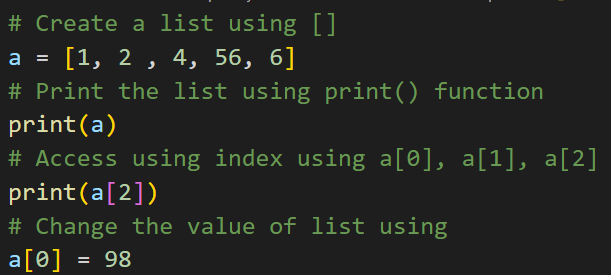 # Create a list using []
a = [1, 2 , 4, 56, 6]
# Print the list using print() function
print(a)
# Access using index using a[0], a[1], a[2]
print(a[2])
# Change the value of list using
a[0] = 98